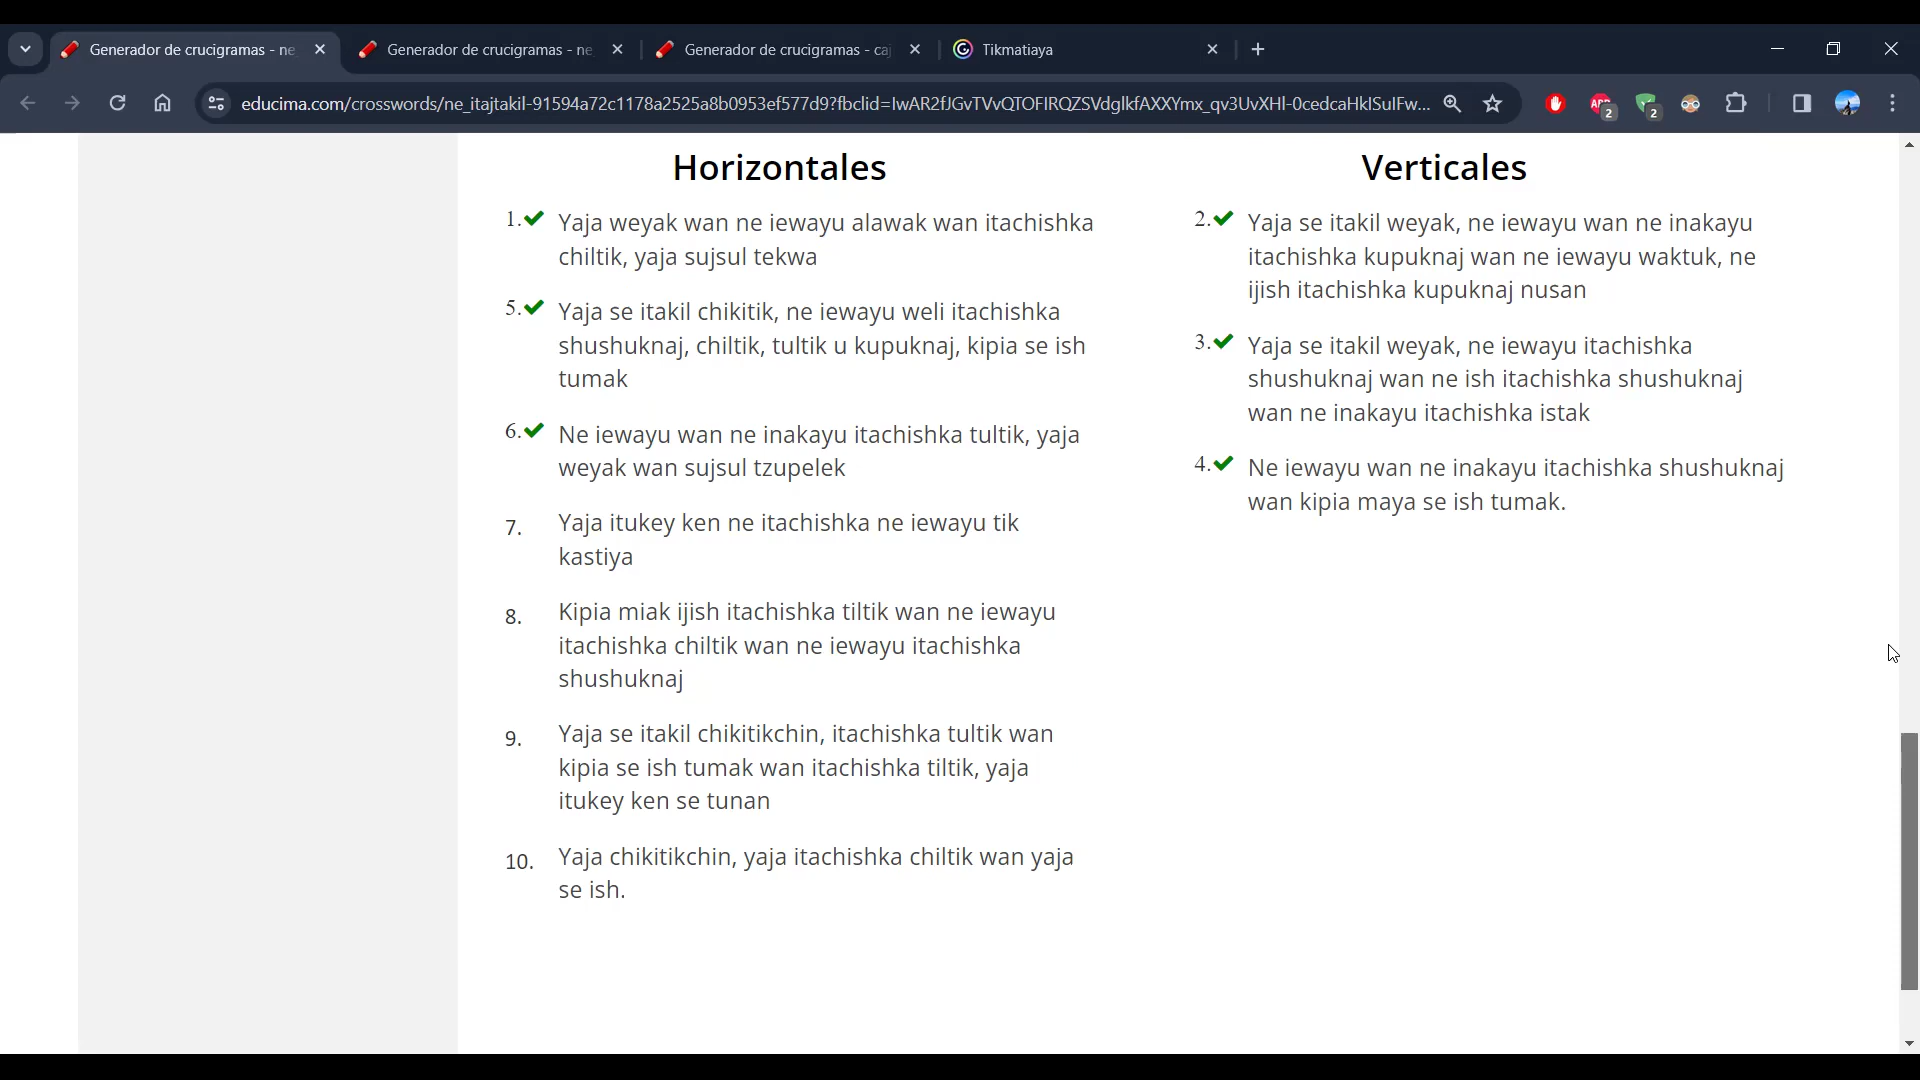 Generador de crucigramas - ne
Generador de crucigramas - ne
Generador de crucigramas - caj
Tikmatiaya
educima.com/crosswords/ne_itajtakil-91594a72c1178a2525a8b0953ef577d9?fbclid=IwAR2fJGvTVvQTOFIRQZSVdglkfAXXYmx_qv3UvXHl-0cedcaHklSulFw...
ABP
2
2
Horizontales
1. Yaja weyak wan ne iewayu alawak wan itachishka
chiltik, yaja sujsul tekwa
5. Yaja se itakil chikitik, ne iewayu weli itachishka
shushuknaj, chiltik, tultik u kupuknaj, kipia se ish
tumak
6. Ne iewayu wan ne inakayu itachishka tultik, yaja
weyak wan sujsul tzupelek
7. Yaja itukey ken ne itachishka ne iewayu tik
kastiya
8. Kipia miak ijish itachishka tiltik wan ne iewayu
itachishka chiltik wan ne iewayu itachishka
shushuknaj
9. Yaja se itakil chikitikchin, itachishka tultik wan
kipia se ish tumak wan itachishka tiltik, yaja
itukey ken se tunan
10. Yaja chikitikchin, yaja itachishka chiltik wan yaja
se ish.
Verticales
2. Yaja se itakil weyak, ne iewayu wan ne inakayu
itachishka kupuknaj wan ne iewayu waktuk, ne
ijish itachishka kupuknaj nusan
3. Yaja se itakil weyak, ne iewayu itachishka
shushuknaj wan ne ish itachishka shushuknaj
wan ne inakayu itachishka istak
4. Ne iewayu wan ne inakayu itachishka shushuknaj
wan kipia maya se ish tumak.